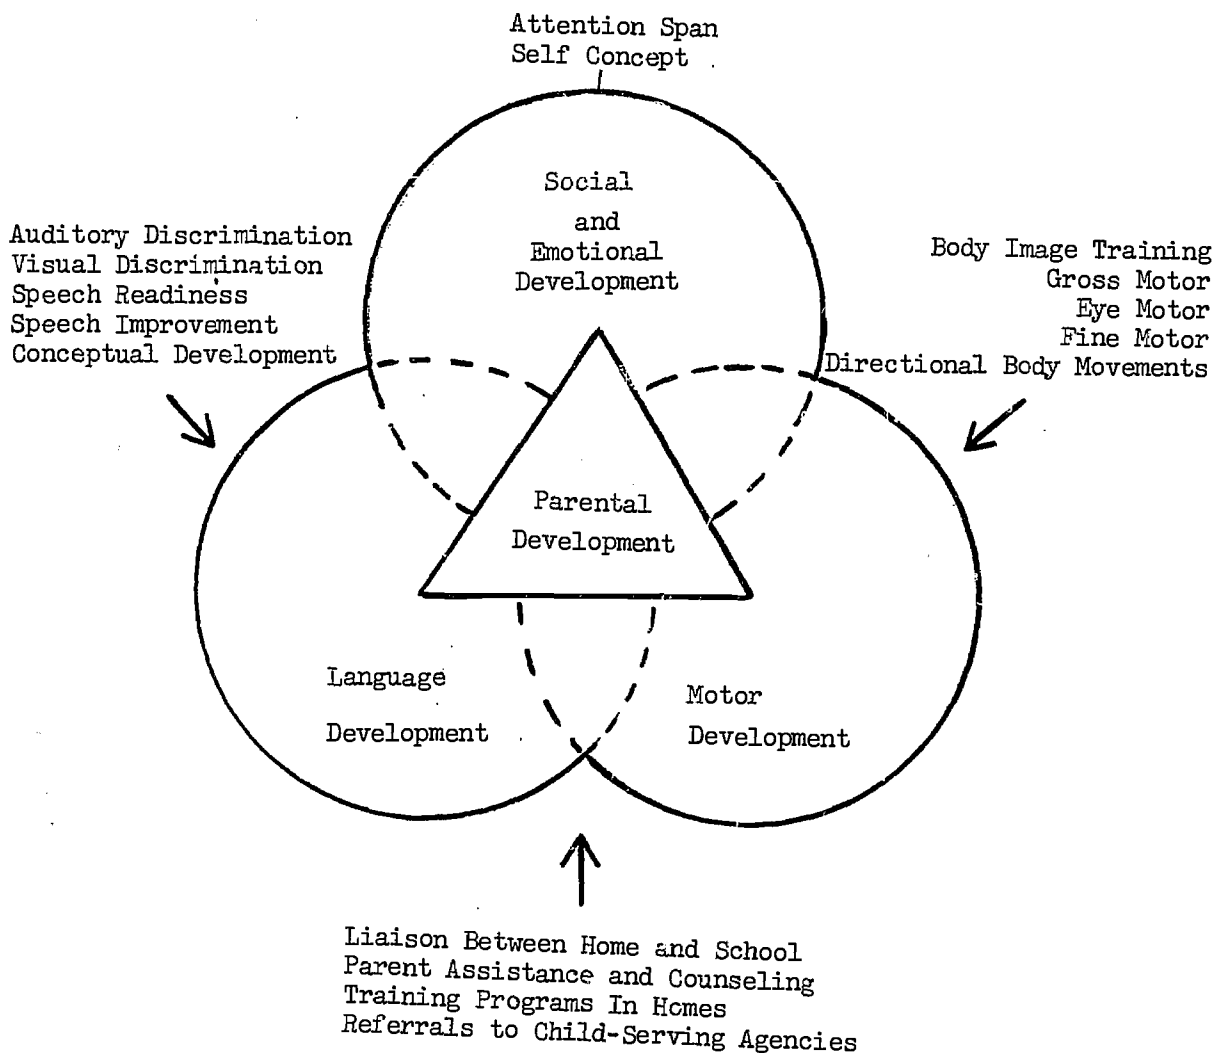 Attention Span
Self Concept
Social
and
Emotional
Development
Auditory Discrimination
Visual Discrimination
Speech Readiness
Speech Improvement
Conceptual Development
Body Image Training
Gross Motor
Eye Motor
Fine Motor
Directional Body Movements
Parental
Development
Language
Development
Motor
Development
Liaison Between Home and School
Parent Assistance and Counseling
Training Programs In Homes
Referrals to Child-Serving Agencies